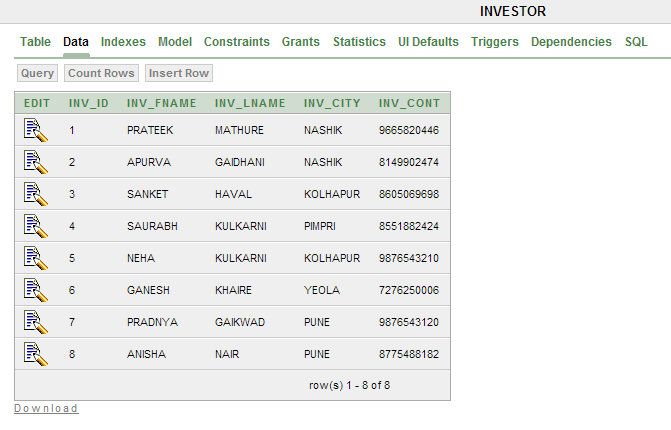 INVESTOR
Table Data Indexes Model Constraints Grants Statistics UI Defaults Triggers Dependencies SQL
Query Count Rows Insert Row
EDIT INV_ID INV_FNAME INV_LNAME INV_CITY INV_CONT
1 PRATEEK MATHURE NASHIK 9665820446
2 APURVA GAIDHANI NASHIK 8149902474
3 SANKET HAVAL KOLHAPUR 8605069698
4 SAURABH KULKARNI PIMPRI 8551882424
5 NEHA KULKARNI KOLHAPUR 9876543210
6 GANESH KHAIRE YEOLA 7276250006
7 PRADNYA GAIKWAD PUNE 9876543120
8 ANISHA NAIR PUNE 8775488182
row(s) 1 - 8 of 8
Download